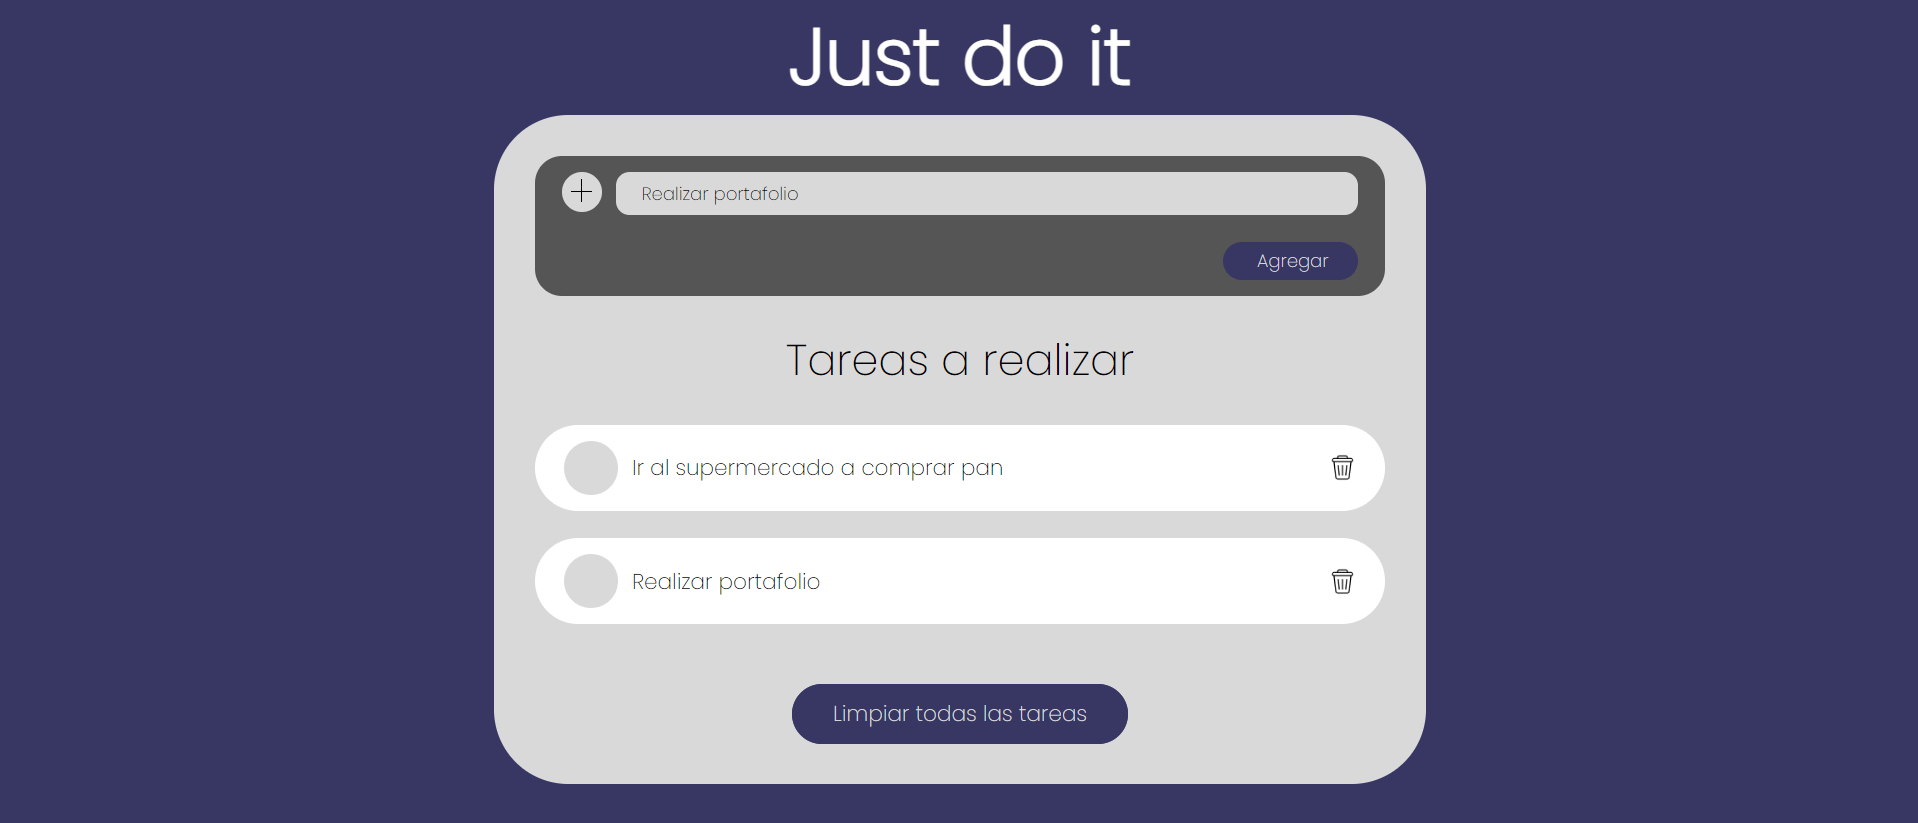 Just do it
Realizar portafolio
Agregar
Tareas a realizar
Ir al supermercado a comprar pan
Realizar portafolio
Limpiar todas las tareas